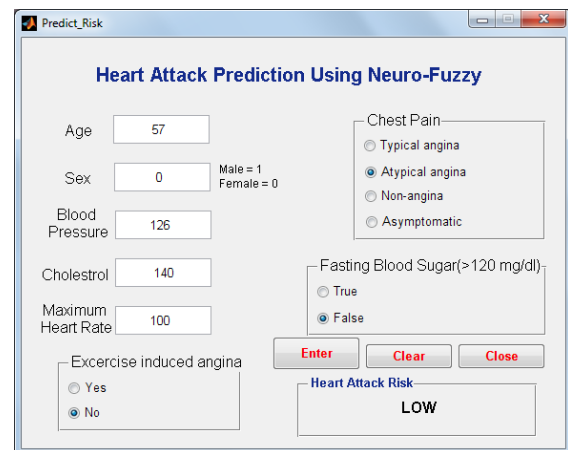 Predict_Risk
Heart Attack Prediction Using Neuro-Fuzzy
Age
57
Sex
0
Male = 1
Female = 0
Blood
Pressure
126
Cholestrol
140
Maximum
Heart Rate
100
Excercise induced angina
Yes
No
Chest Pain
Typical angina
Atypical angina
Non-angina
Asymptomatic
Fasting Blood Sugar(>120 mg/dl)
True
False
Enter
Clear
Close
Heart Attack Risk
LOW